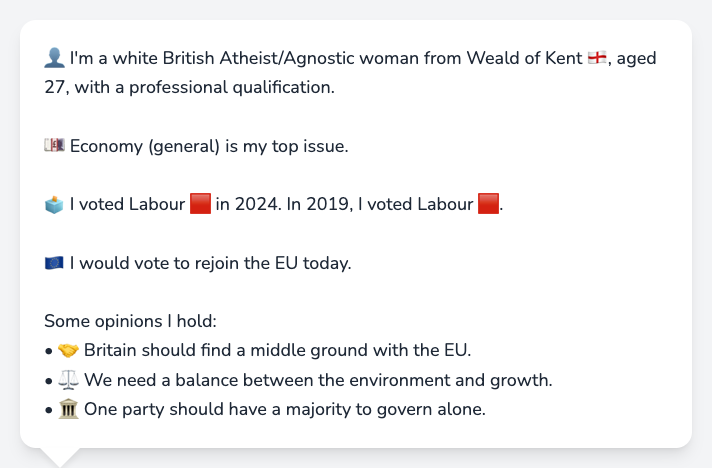 👤 I'm a white British Atheist/Agnostic woman from Weald of Kent 🏴󠁧󠁢󠁥󠁮󠁧󠁿, aged
27, with a professional qualification.
💷 Economy (general) is my top issue.
🗳️ I voted Labour 🟥 in 2024. In 2019, I voted Labour 🟥.
🇪🇺 I would vote to rejoin the EU today.
Some opinions I hold:
• 🤝 Britain should find a middle ground with the EU.
• ⚖️ We need a balance between the environment and growth.
• 🏛️ One party should have a majority to govern alone.